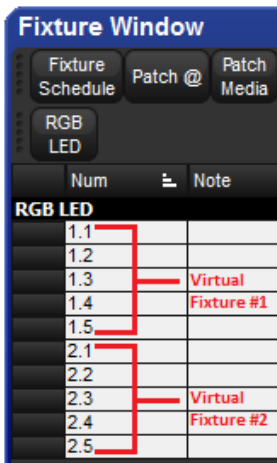 Fixture Window
Fixture Schedule
Patch @
Patch Media
RGB LED
Num Note
RGB LED
1.1
1.2
1.3 Virtual
1.4 Fixture #1
1.5
2.1
2.2
2.3 Virtual
2.4 Fixture #2
2.5